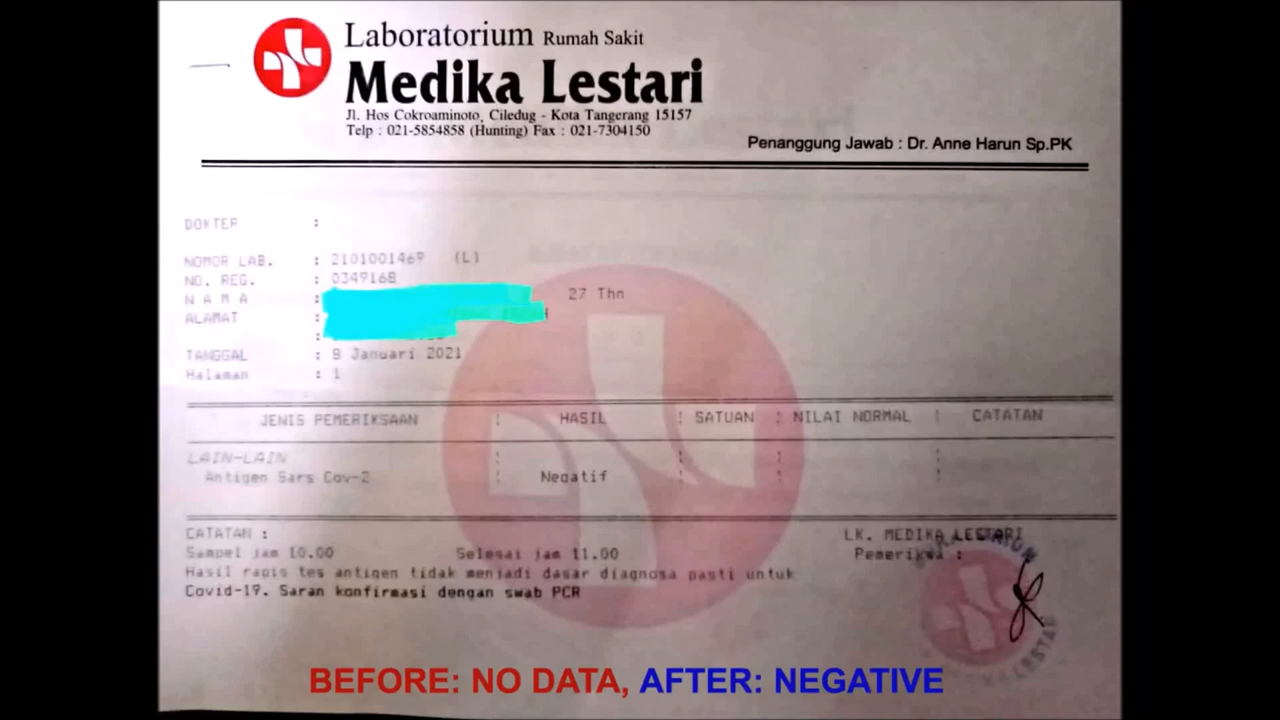 Laboratorium Rumah Sakit
Medika Lestari
Jl. Hos Cokroaminoto, Ciledug - Kota Tangerang 15157
Telp : 021-5854858 (Hunting) Fax : 021-7304150
Penanggung Jawab : Dr. Anne Harun Sp.PK
DOKTER :
NOMOR LAB. : 2101001469 (L)
NO. REG. : 0349168
N A M A : 27 Thn
ALAMAT :
:
TANGGAL : 8 Januari 2021
Halaman : 1
JENIS PEMERIKSAAN : HASIL : SATUAN : NILAI NORMAL : CATATAN
LAIN-LAIN
Antigen Sars Cov-2 : Negatif
CATATAN : LK. MEDIKA LESTARI
Sampel jam 10.00 Selesai jam 11.00 Pemeriksa :
Hasil rapis tes antigen tidak menjadi dasar diagnosa pasti untuk
Covid-19. Saran konfirmasi dengan swab PCR
BEFORE: NO DATA, AFTER: NEGATIVE